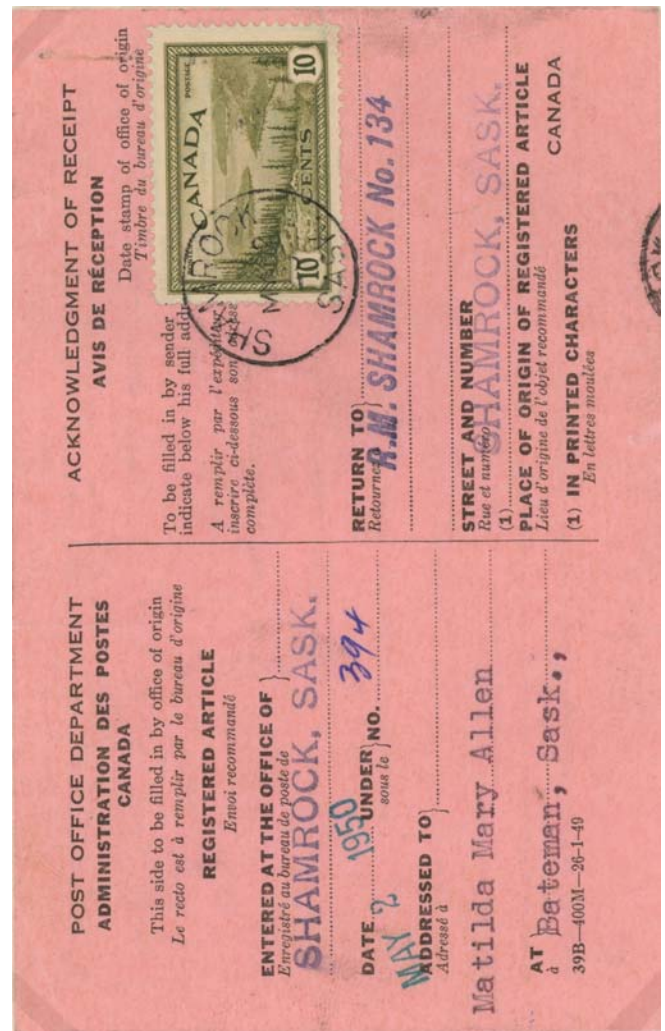 POST OFFICE DEPARTMENT
ADMINISTRATION DES POSTES
CANADA
This side to be filled in by office of origin
Le recto est à remplir par le bureau d'origine
REGISTERED ARTICLE
Envoi recommandé
ENTERED AT THE OFFICE OF
Enregistré au bureau de poste de
SHAMROCK, SASK.
DATE MAY 2 1950 UNDER NO. 394
sous le
ADDRESSED TO
Adressé à
Matilda Mary Allen
AT Bateman, Sask.,
à
39B—400M—26-1-49
ACKNOWLEDGMENT OF RECEIPT
AVIS DE RÉCEPTION
Date stamp of office of origin
Timbre du bureau d'origine
To be filled in by sender
indicate below his full add
A remplir par l'expédit
inscrire ci-dessous son
complète.
POSTAGE
CANADA
10 CENTS 10
SHAMROCK
SASK
RETURN TO
Retourner
R.M. SHAMROCK No. 134
STREET AND NUMBER
Rue et numéro
SHAMROCK, SASK.
(1)
PLACE OF ORIGIN OF REGISTERED ARTICLE
Lieu d'origine de l'objet recommandé
CANADA
(1) IN PRINTED CHARACTERS
En lettres moulées